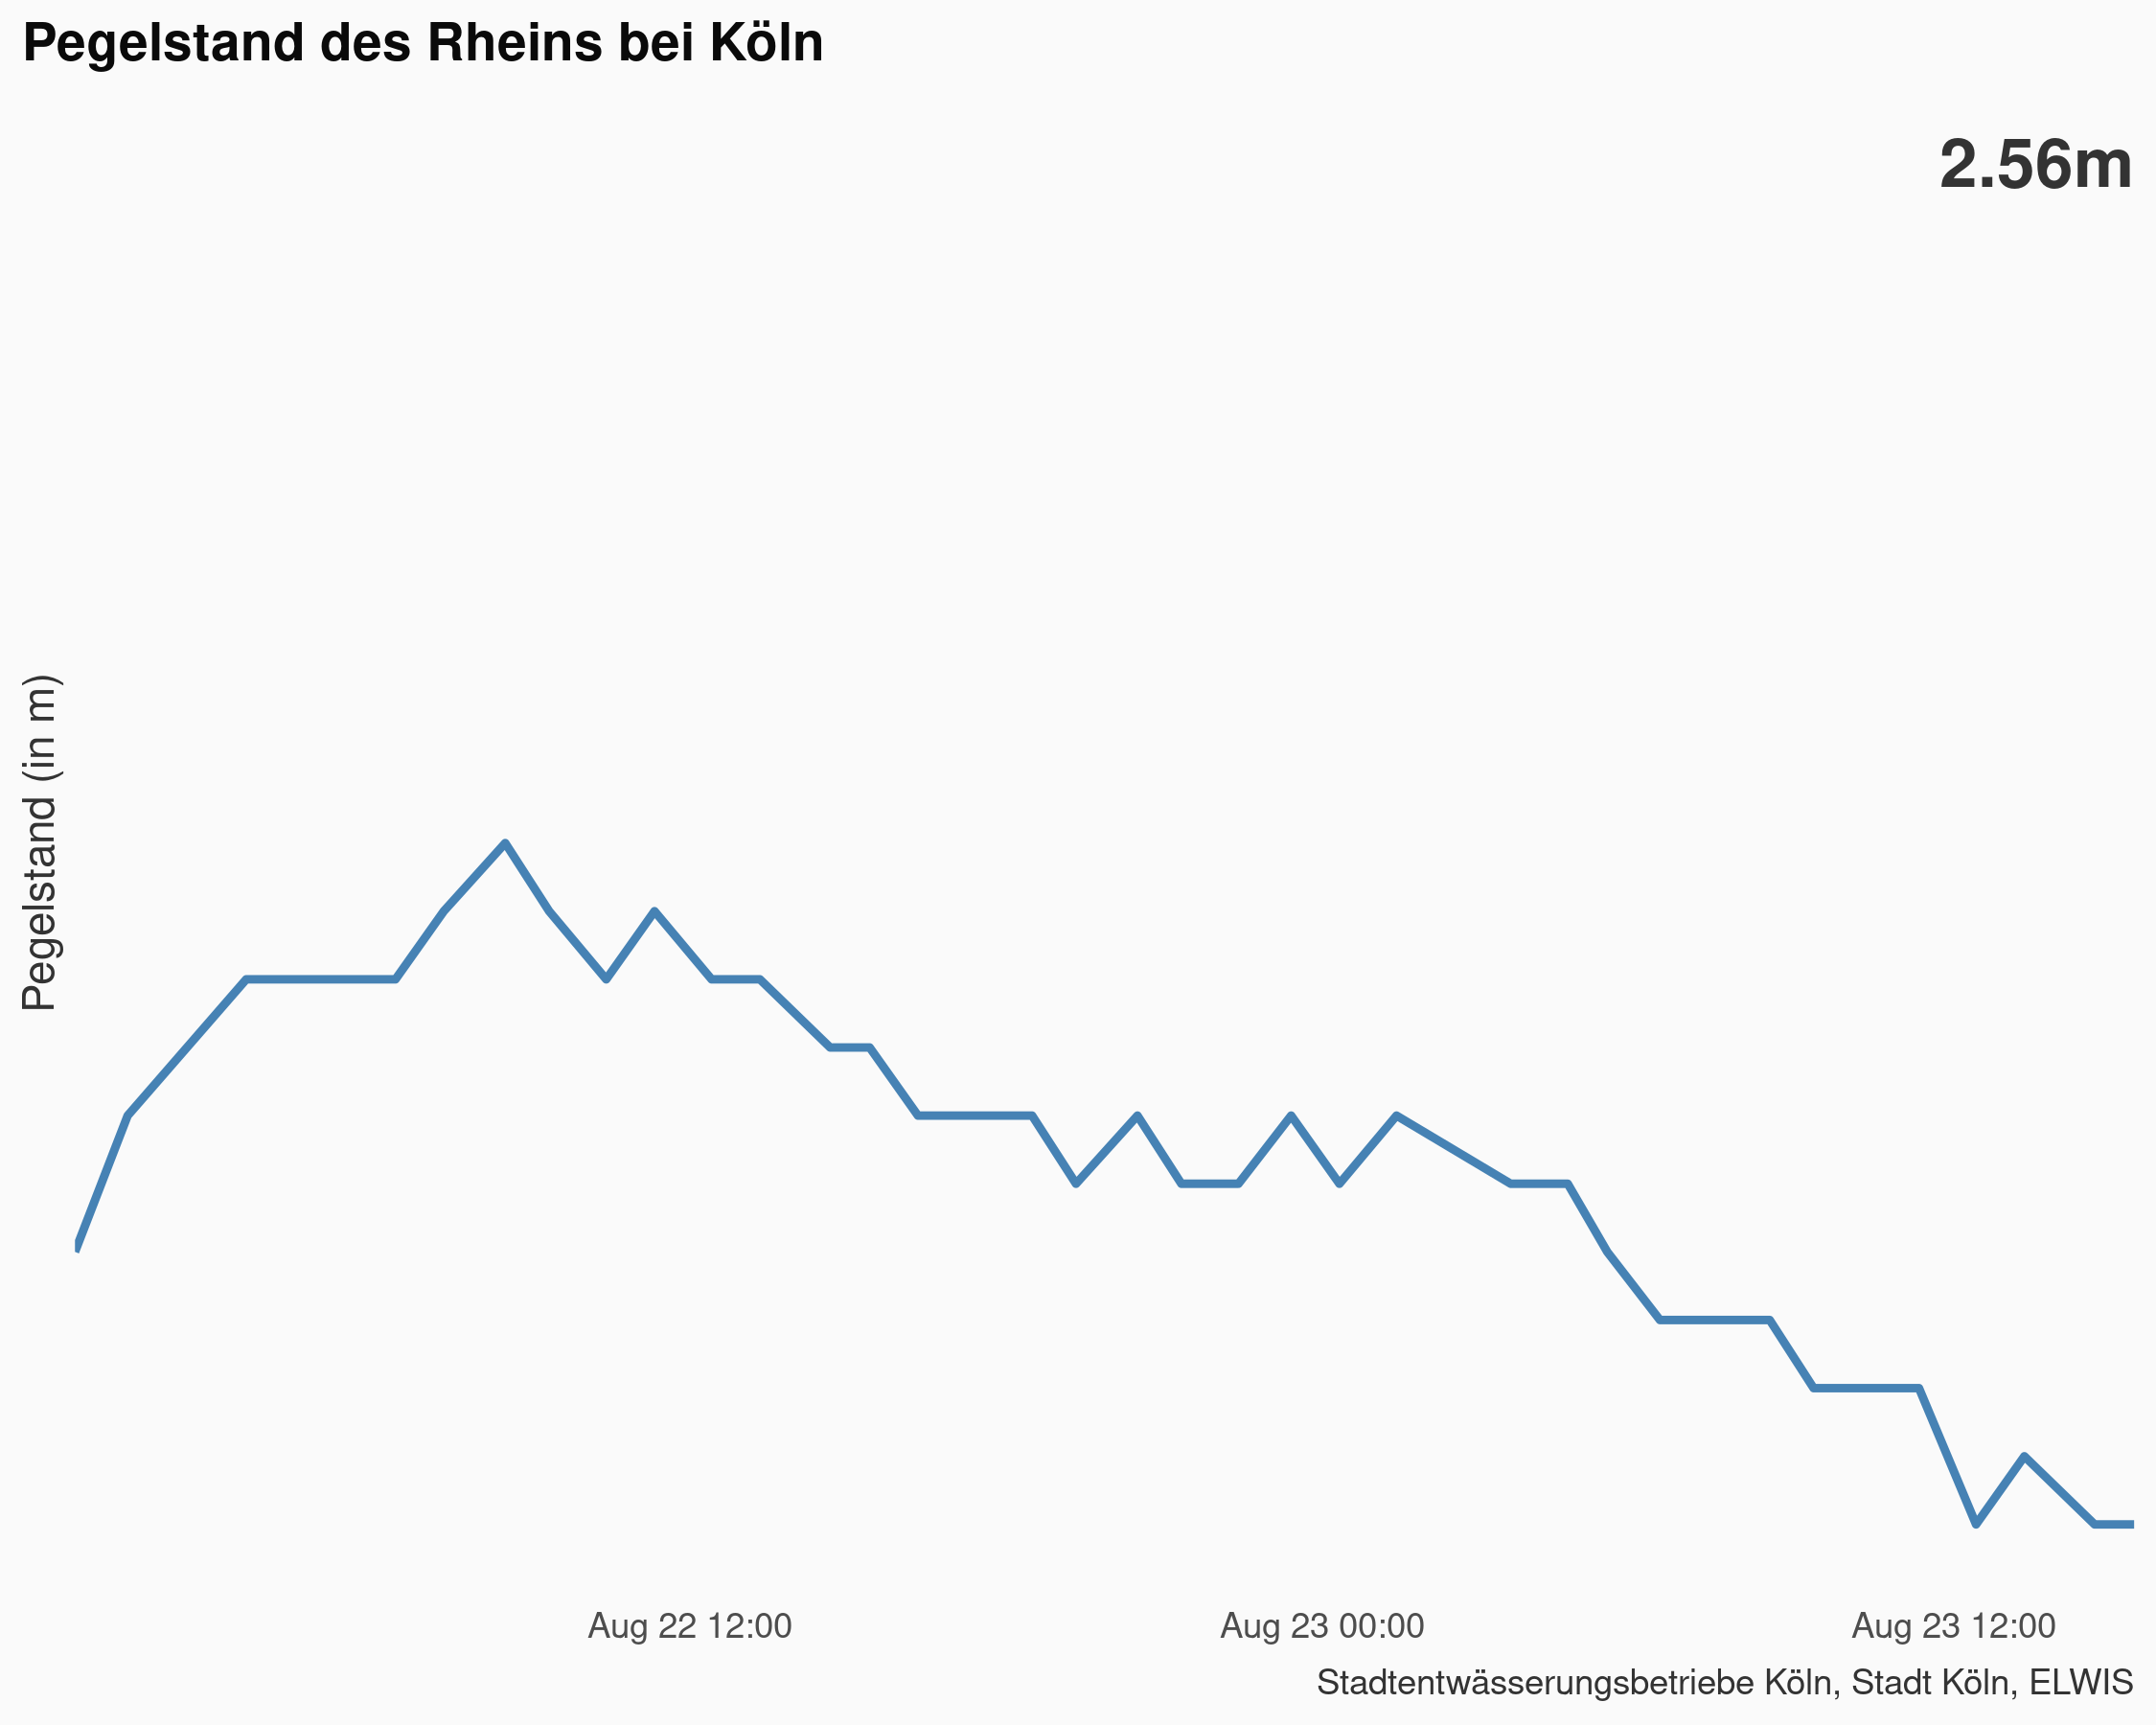 Pegelstand des Rheins bei Köln
2.56m
Pegelstand (in m)
Aug 22 12:00
Aug 23 00:00
Aug 23 12:00
Stadtentwässerungsbetriebe Köln, Stadt Köln, ELWIS